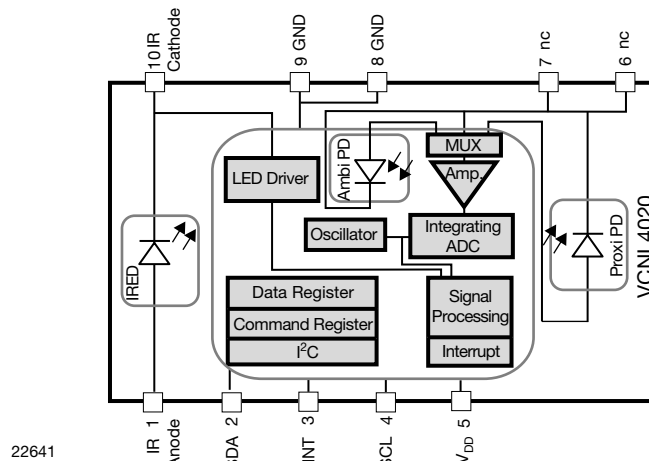 10 IR
Cathode
9 GND
8 GND
7 nc
6 nc
MUX
Amp.
Ambi PD
LED Driver
Oscillator
Integrating
ADC
IRED
Proxi PD
VCNL4020
Data Register
Command Register
I²C
Signal
Processing
Interrupt
IR 1
Anode
SDA 2
INT 3
SCL 4
VDD 5
22641